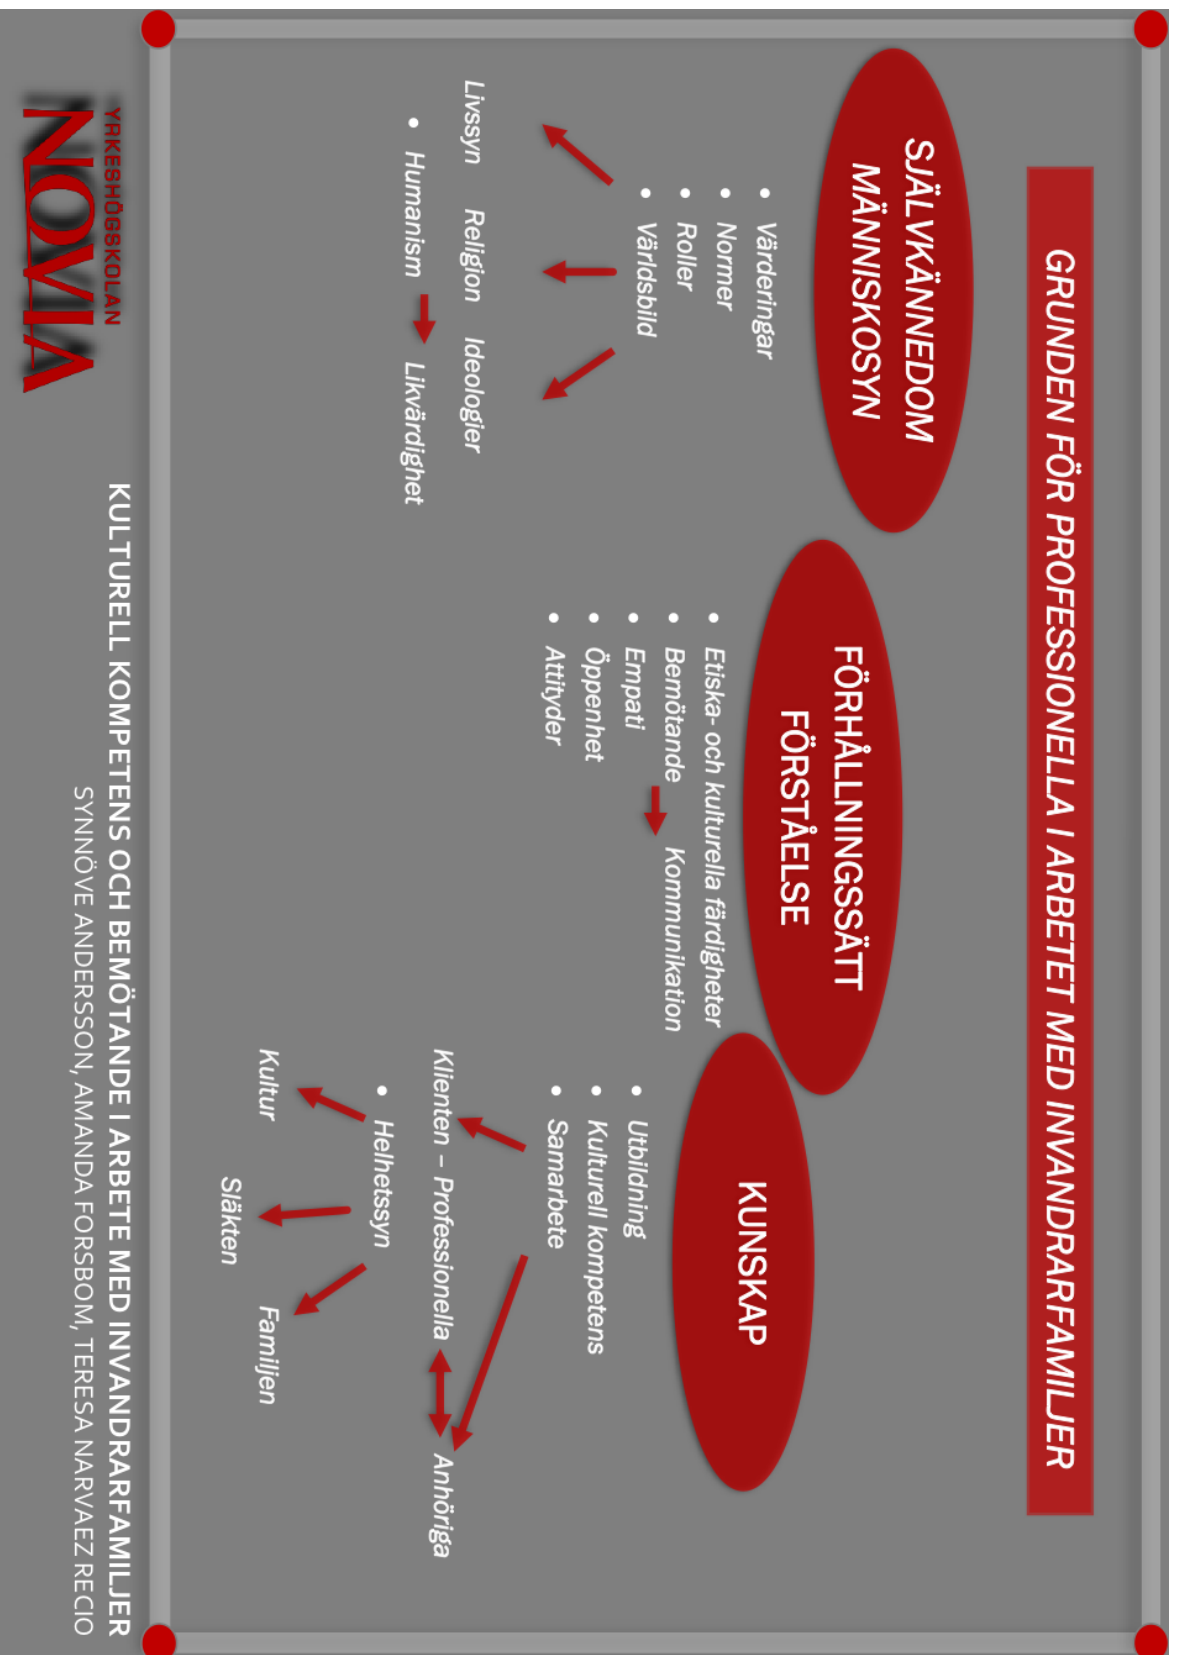 GRUNDEN FÖR PROFESSIONELLA I ARBETET MED INVANDRARFAMILJER
SJÄLVKÄNNEDOM
MÄNNISKOSYN
• Värderingar
• Normer
• Roller
• Världsbild
Livssyn Religion Ideologier
• Humanism Likvärdighet
FÖRHÅLLNINGSSÄTT
FÖRSTÅELSE
• Etiska- och kulturella färdigheter
• Bemötande Kommunikation
• Empati
• Öppenhet
• Attityder
KUNSKAP
• Utbildning
• Kulturell kompetens
• Samarbete
Klienten – Professionella Anhöriga
• Helhetssyn
Kultur Familjen
Släkten
YRKESHÖGSKOLAN
NOVIA
KULTURELL KOMPETENS OCH BEMÖTANDE I ARBETE MED INVANDRARFAMILJER
SYNNÖVE ANDERSSON, AMANDA FORSBOM, TERESA NARVAEZ RECIO